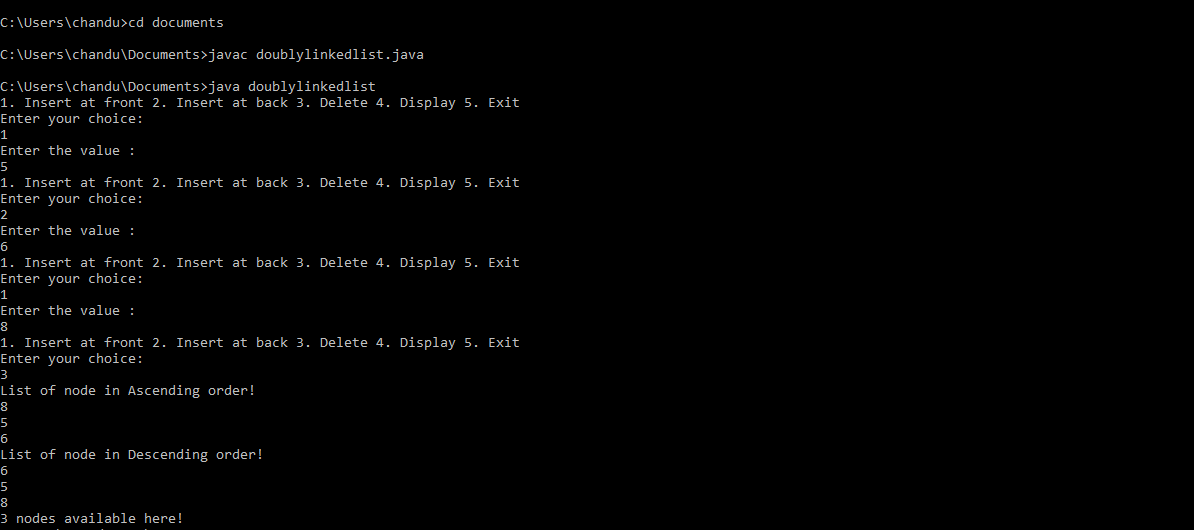 C:\Users\chandu>cd documents
C:\Users\chandu\Documents>javac doublylinkedlist.java
C:\Users\chandu\Documents>java doublylinkedlist
1. Insert at front 2. Insert at back 3. Delete 4. Display 5. Exit
Enter your choice:
1
Enter the value :
5
1. Insert at front 2. Insert at back 3. Delete 4. Display 5. Exit
Enter your choice:
2
Enter the value :
6
1. Insert at front 2. Insert at back 3. Delete 4. Display 5. Exit
Enter your choice:
1
Enter the value :
8
1. Insert at front 2. Insert at back 3. Delete 4. Display 5. Exit
Enter your choice:
3
List of node in Ascending order!
8
5
6
List of node in Descending order!
6
5
8
3 nodes available here!